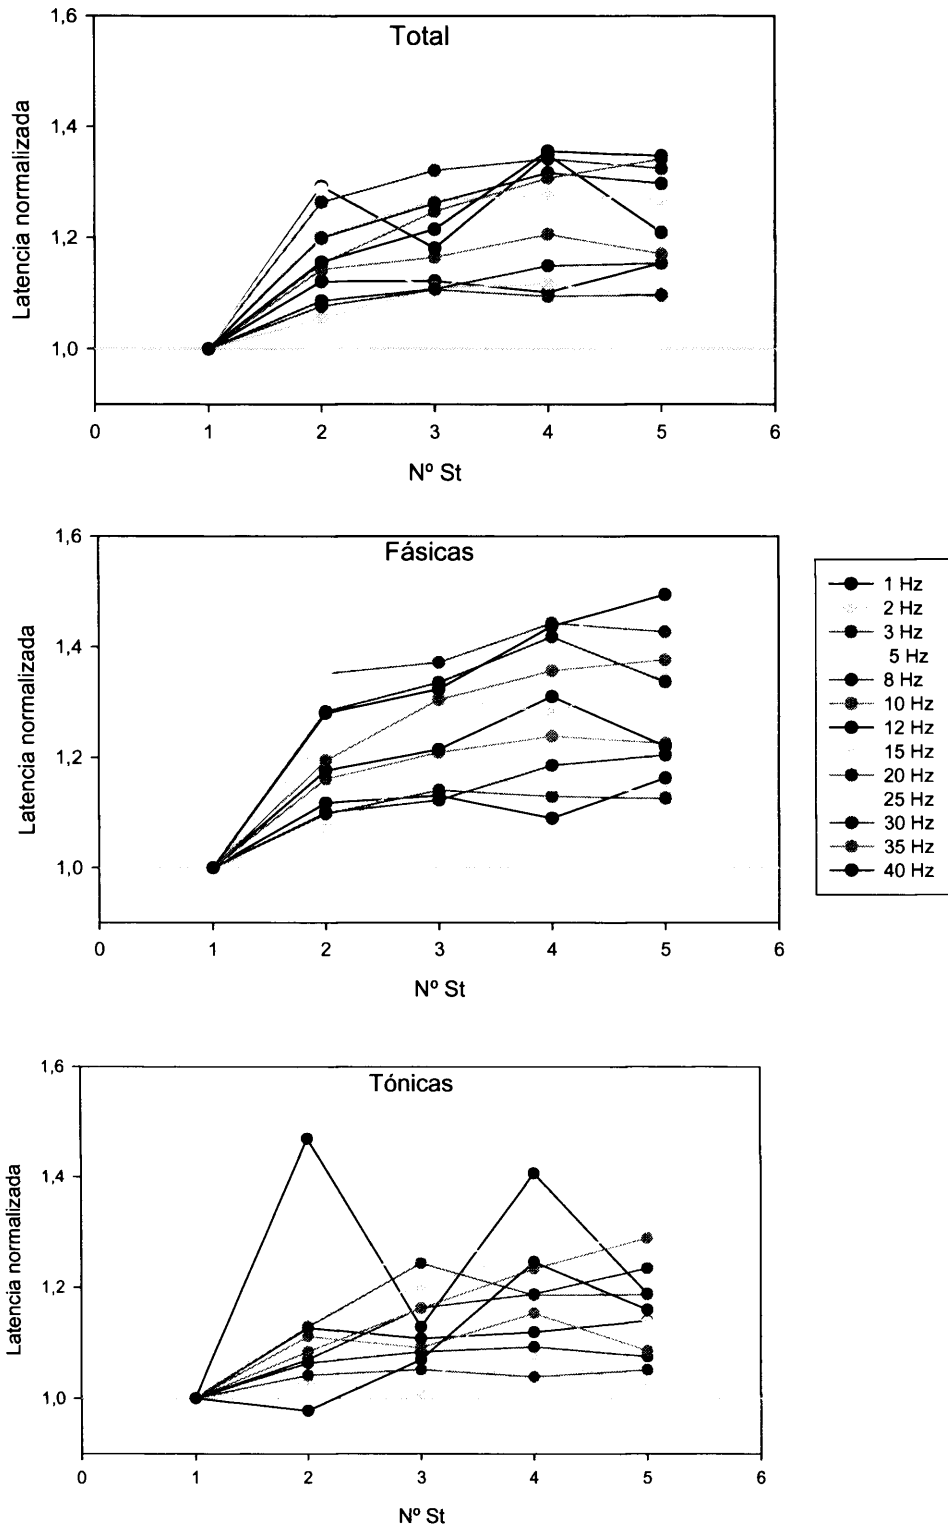 Total
1,6
1,4
1,2
1,0
Latencia normalizada
0 1 2 3 4 5 6
Nº St
Fásicas
1,6
1,4
1,2
1,0
Latencia normalizada
0 1 2 3 4 5 6
Nº St
1 Hz
2 Hz
3 Hz
5 Hz
8 Hz
10 Hz
12 Hz
15 Hz
20 Hz
25 Hz
30 Hz
35 Hz
40 Hz
Tónicas
1,6
1,4
1,2
1,0
Latencia normalizada
0 1 2 3 4 5 6
Nº St